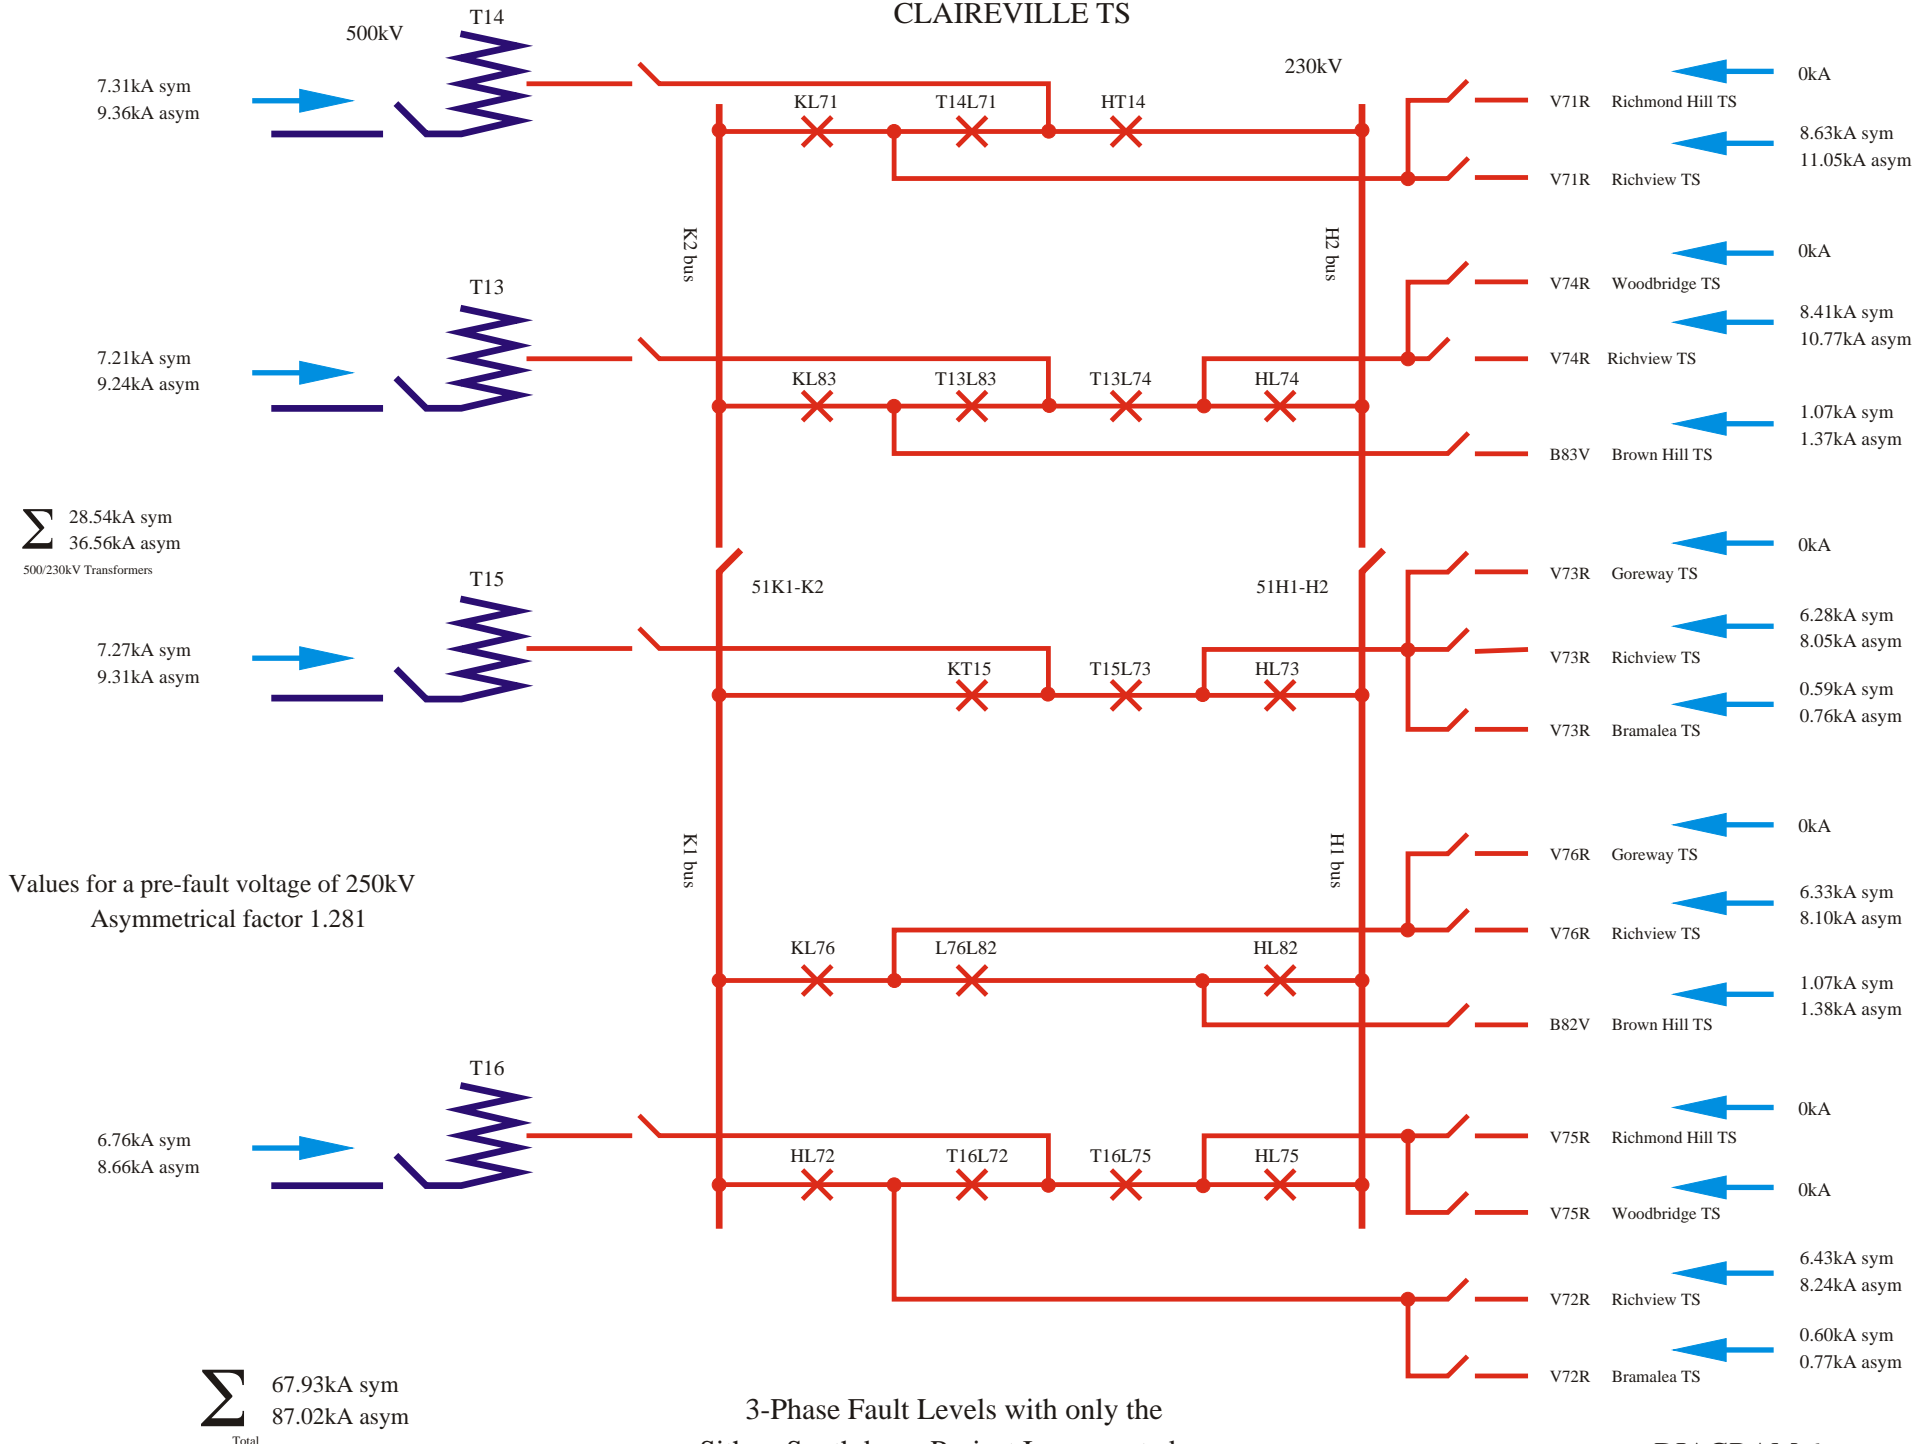 CLAIREVILLE TS
500kV
T14
230kV
7.31kA sym
9.36kA asym
KL71
T14L71
HT14
0kA
V71R Richmond Hill TS
8.63kA sym
11.05kA asym
V71R Richview TS
K2 bus
H2 bus
0kA
V74R Woodbridge TS
T13
8.41kA sym
10.77kA asym
7.21kA sym
9.24kA asym
V74R Richview TS
KL83
T13L83
T13L74
HL74
1.07kA sym
1.37kA asym
B83V Brown Hill TS
Σ 28.54kA sym
36.56kA asym
500/230kV Transformers
0kA
V73R Goreway TS
T15
51K1-K2
51H1-H2
6.28kA sym
8.05kA asym
7.27kA sym
9.31kA asym
V73R Richview TS
KT15
T15L73
HL73
0.59kA sym
0.76kA asym
V73R Bramalea TS
K1 bus
H1 bus
0kA
V76R Goreway TS
Values for a pre-fault voltage of 250kV
Asymmetrical factor 1.281
6.33kA sym
8.10kA asym
V76R Richview TS
KL76
L76L82
HL82
1.07kA sym
1.38kA asym
B82V Brown Hill TS
T16
0kA
6.76kA sym
8.66kA asym
V75R Richmond Hill TS
HL72
T16L72
T16L75
HL75
0kA
V75R Woodbridge TS
6.43kA sym
8.24kA asym
V72R Richview TS
0.60kA sym
0.77kA asym
V72R Bramalea TS
Σ 67.93kA sym
87.02kA asym
Total
3-Phase Fault Levels with only the